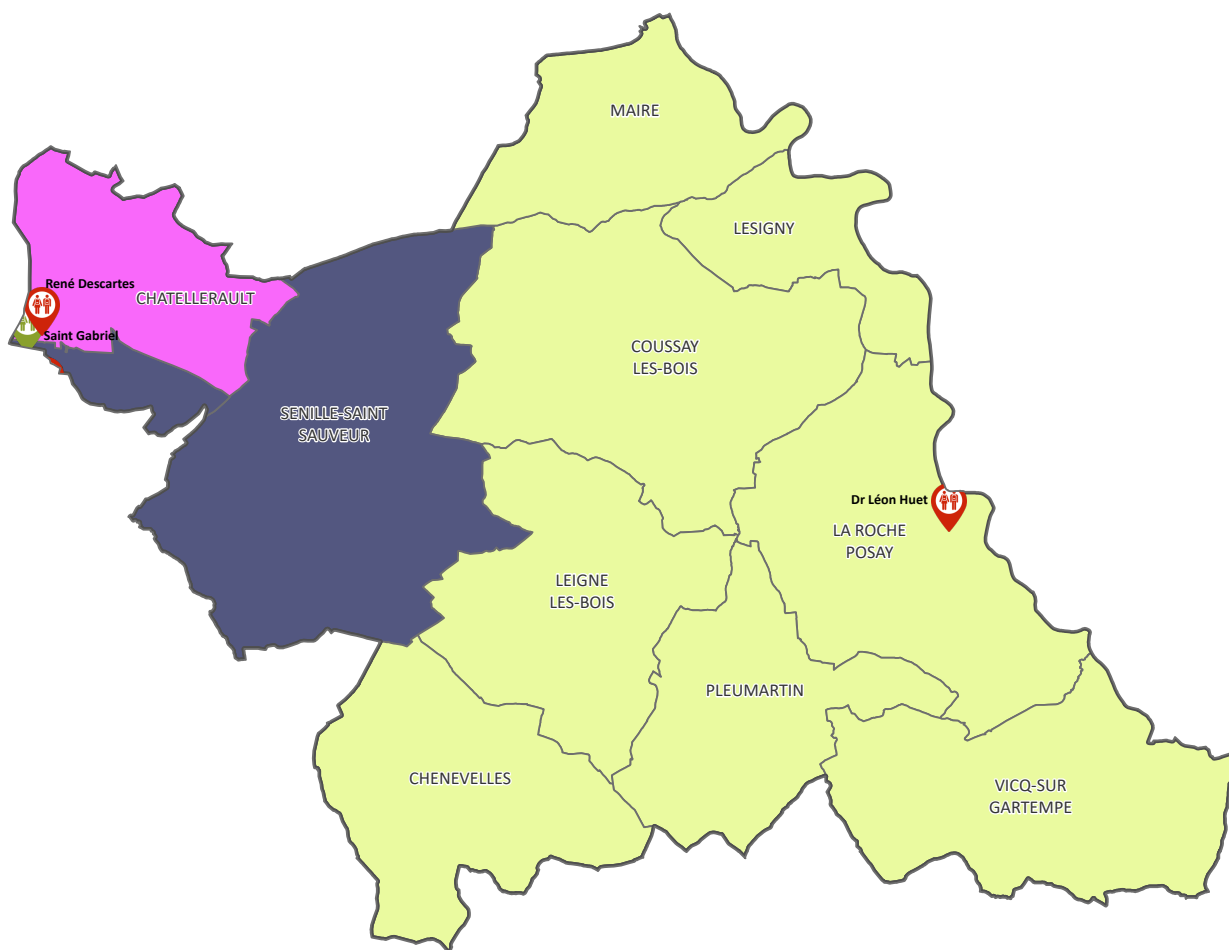 MAIRE
LESIGNY
René Descartes
CHATELLERAULT
Saint Gabriel
COUSSAY
LES-BOIS
SENILLE-SAINT
SAUVEUR
Dr Léon Huet
LA ROCHE
POSAY
LEIGNE
LES-BOIS
PLEUMARTIN
CHENEVELLES
VICQ-SUR
GARTEMPE